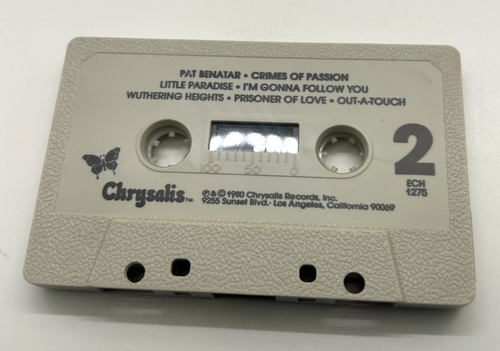 PAT BENATAR • CRIMES OF PASSION
LITTLE PARADISE • I'M GONNA FOLLOW YOU
WUTHERING HEIGHTS • PRISONER OF LOVE • OUT-A-TOUCH
2
100 50 0
ECH
1275
Chrysalis™
℗ & © 1980 Chrysalis Records, Inc.
9255 Sunset Blvd.· Los Angeles, California 90069